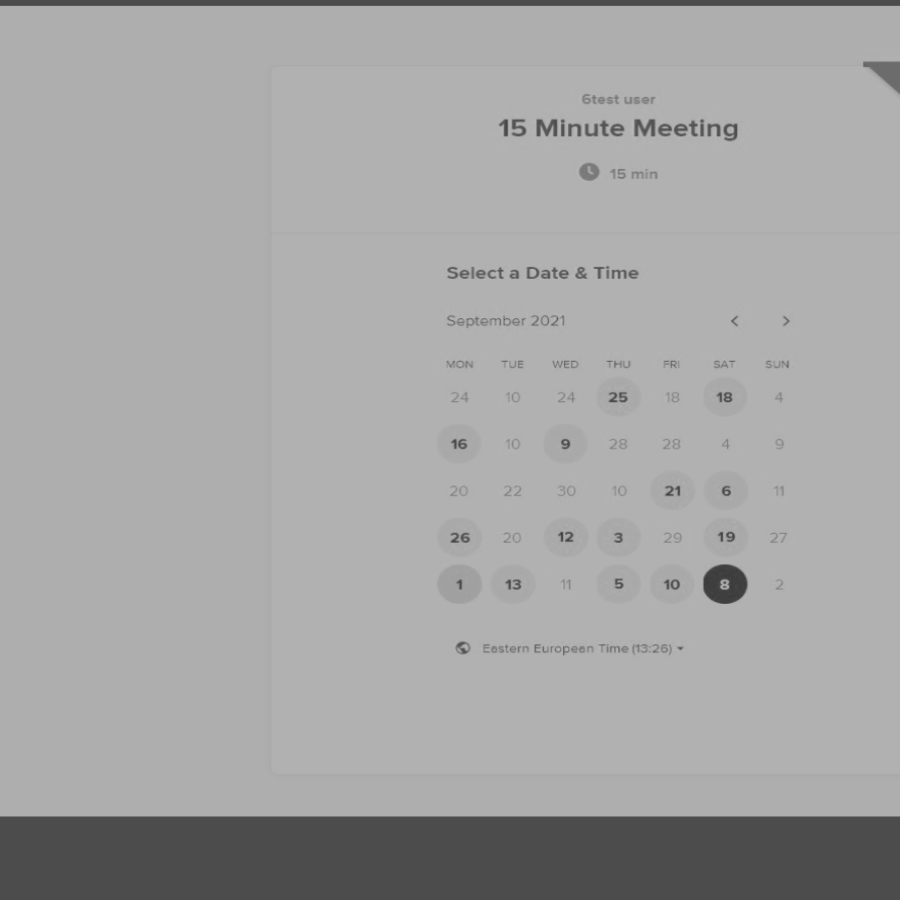 6test user
15 Minute Meeting
15 min
Select a Date & Time
September 2021
MON TUE WED THU FRI SAT SUN
24 10 24 25 18 18 4
16 10 9 28 28 4 9
20 22 30 10 21 6 11
26 20 12 3 29 19 27
1 13 11 5 10 8 2
Eastern European Time (13:26)